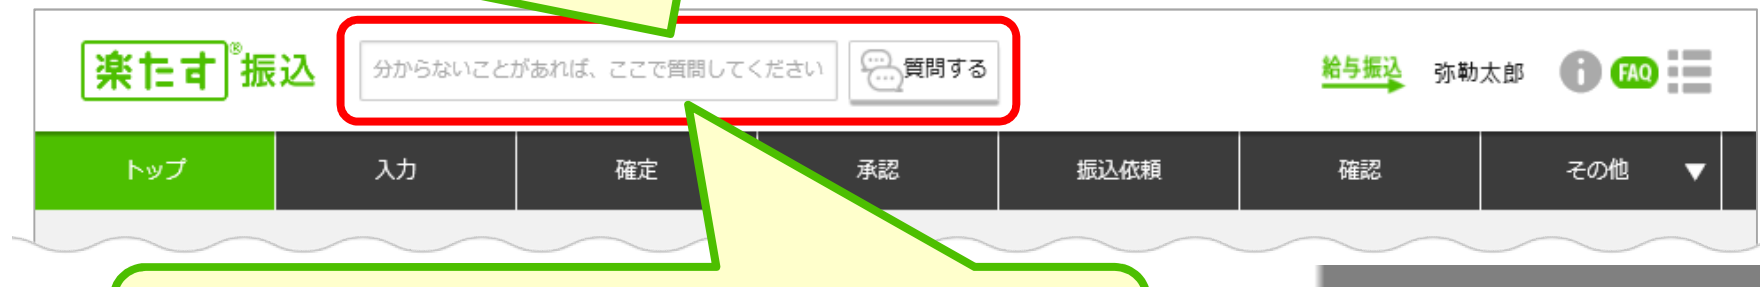 楽たす®振込 分からないことがあれば、ここで質問してください 質問する 給与振込 弥勒太郎 i FAQ
トップ 入力 確定 承認 振込依頼 確認 その他 ▼